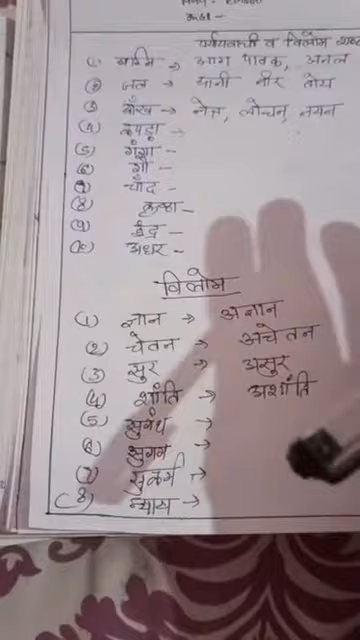 कक्षा -
पर्यायवाची व विलोम शब्द
(1) अग्नि → आग पावक, अनल
(2) जल → पानी नीर तोय
(3) आँख → नेत्र, लोचन, नयन
(4) कपड़ा →
(5) गंगा -
(6) गौ -
(7) चाँद -
(8) कृष्ण -
(9) इंद्र -
(10) अधर -
विलोम
(1) ज्ञान → अज्ञान
(2) चेतन → अचेतन
(3) सुर → असुर
(4) शांति → अशांति
(5) सुगंध →
(6) सुगम →
(7) →
(8) न्याय →